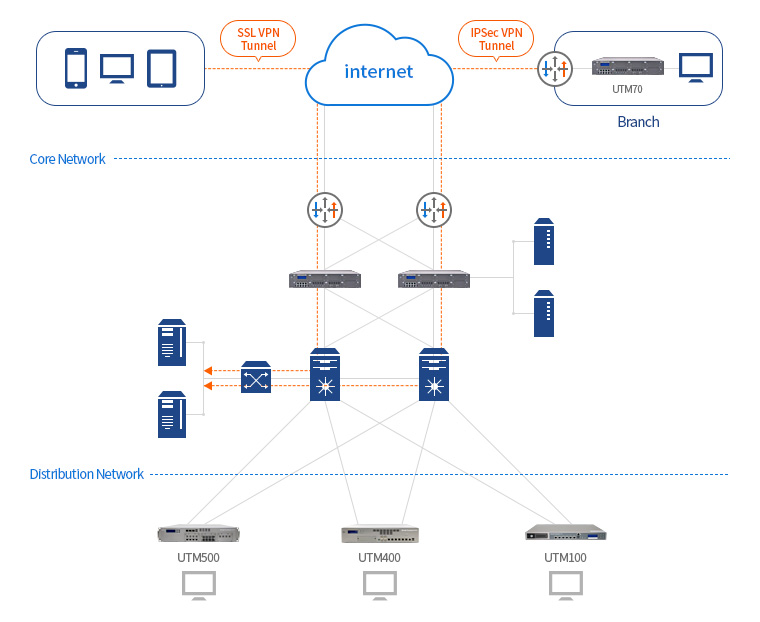 SSL VPN
Tunnel
IPSec VPN
Tunnel
internet
UTM70
Branch
Core Network
Distribution Network
UTM500
UTM400
UTM100